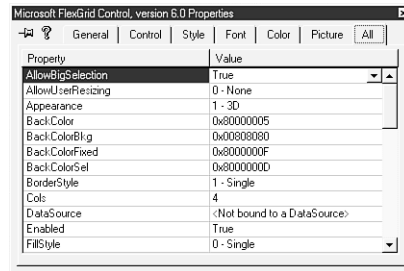 Microsoft FlexGrid Control, version 6.0 Properties
General Control Style Font Color Picture All
Property Value
AllowBigSelection True
AllowUserResizing 0 - None
Appearance 1 - 3D
BackColor 0x80000005
BackColorBkg 0x00808080
BackColorFixed 0x8000000F
BackColorSel 0x8000000D
BorderStyle 1 - Single
Cols 4
DataSource <Not bound to a DataSource>
Enabled True
FillStyle 0 - Single